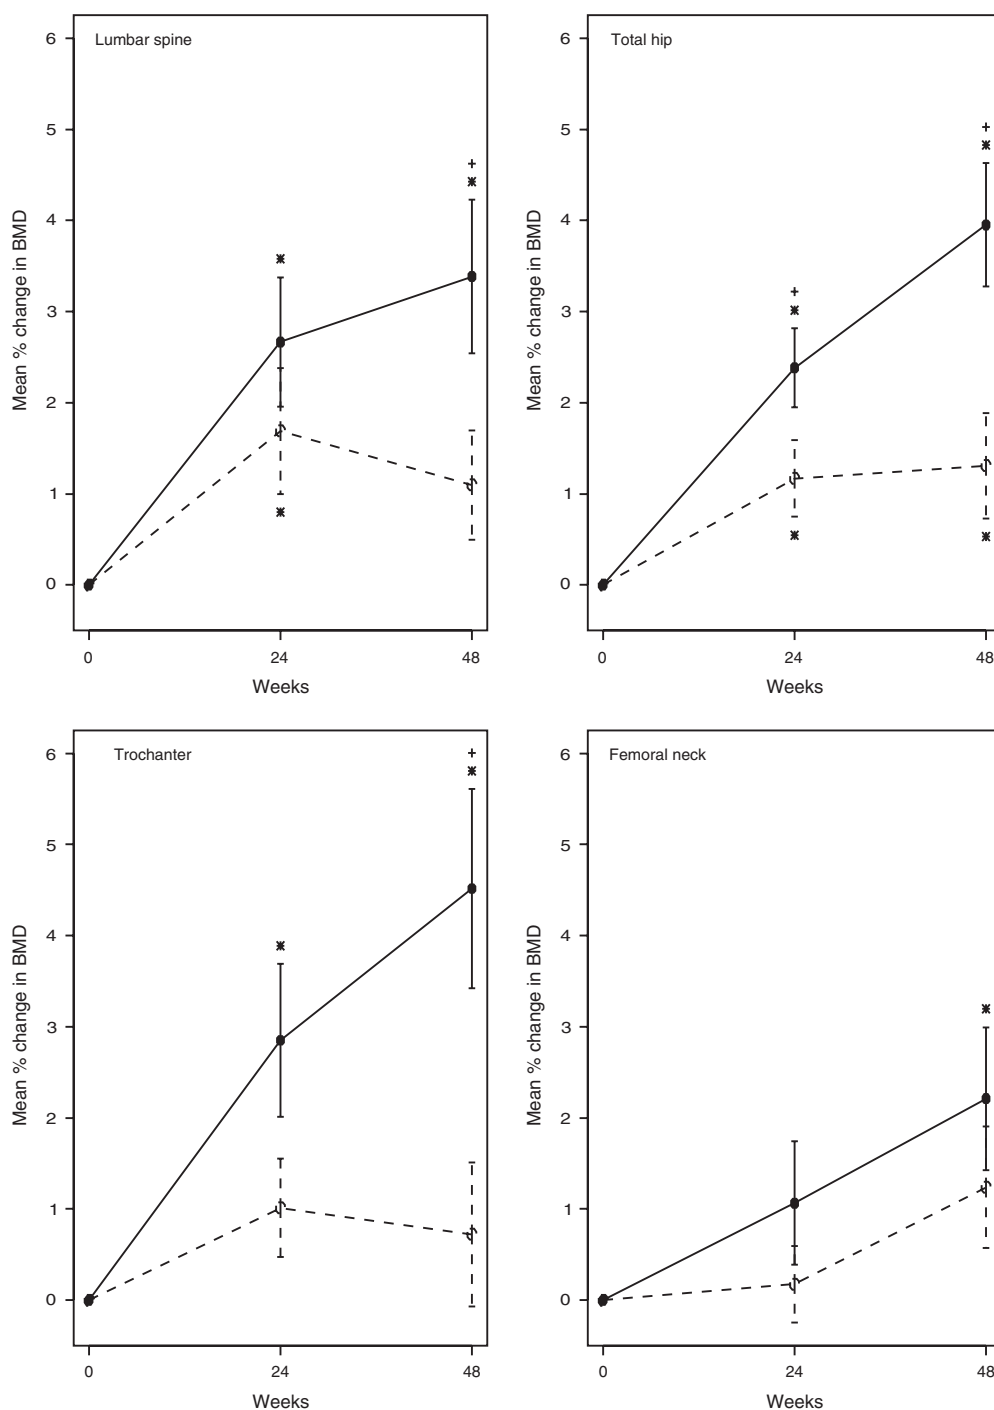 Lumbar spine
6
5
4
3
2
1
0
Mean % change in BMD
+
*
*
*
0 24 48
Weeks
Total hip
6
5
4
3
2
1
0
Mean % change in BMD
+
*
+
*
*
*
0 24 48
Weeks
Trochanter
6
5
4
3
2
1
0
Mean % change in BMD
+
*
*
0 24 48
Weeks
Femoral neck
6
5
4
3
2
1
0
Mean % change in BMD
*
0 24 48
Weeks